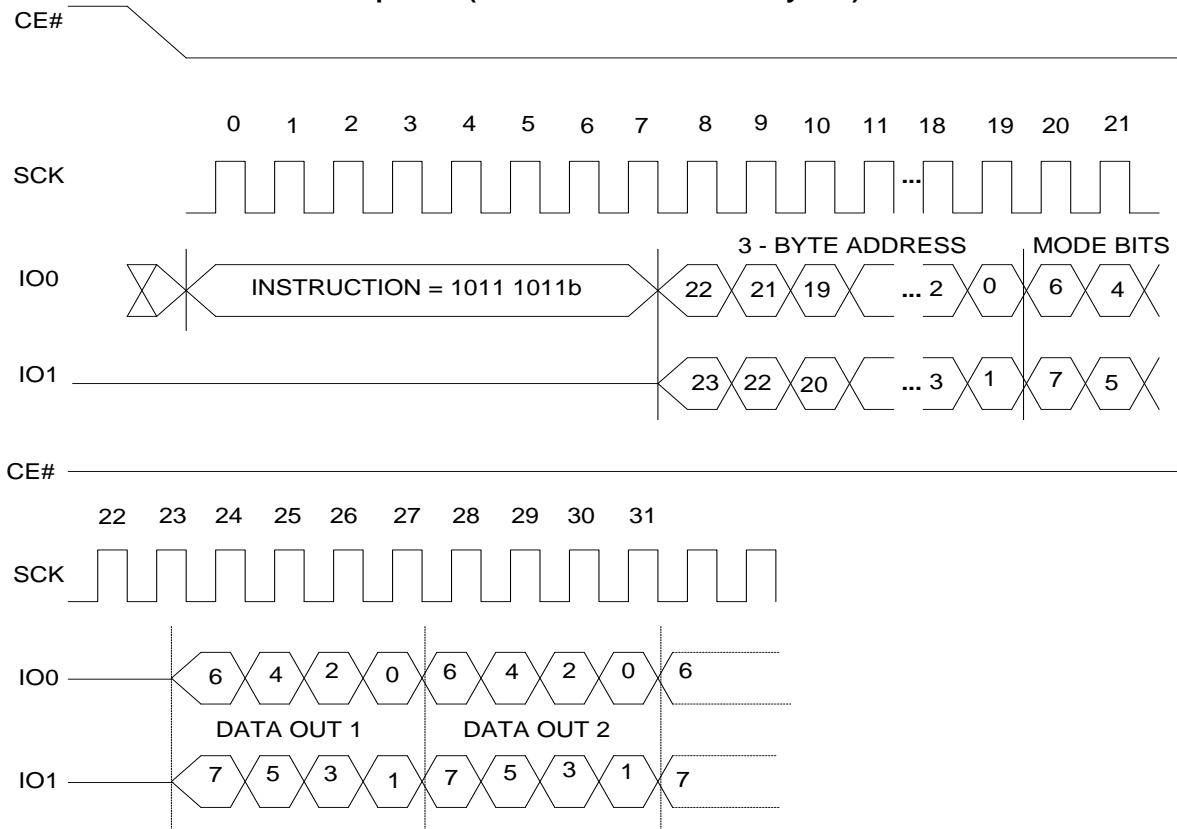 CE#
0 1 2 3 4 5 6 7 8 9 10 11 18 19 20 21
SCK ...
3 - BYTE ADDRESS MODE BITS
IO0 INSTRUCTION = 1011 1011b 22 21 19 ... 2 0 6 4
IO1 23 22 20 ... 3 1 7 5
CE#
22 23 24 25 26 27 28 29 30 31
SCK
IO0 6 4 2 0 6 4 2 0 6
DATA OUT 1 DATA OUT 2
IO1 7 5 3 1 7 5 3 1 7